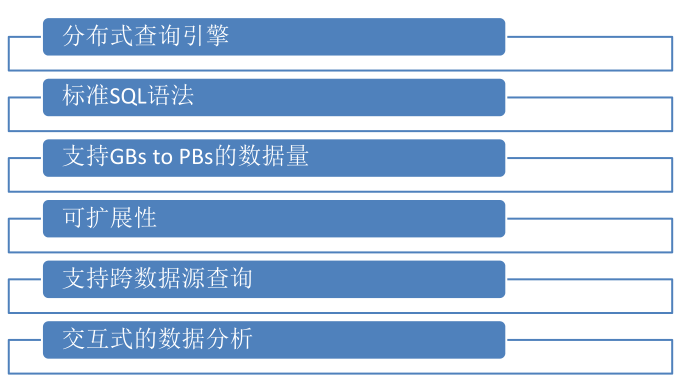 分布式查询引擎
标准SQL语法
支持GBs to PBs的数据量
可扩展性
支持跨数据源查询
交互式的数据分析